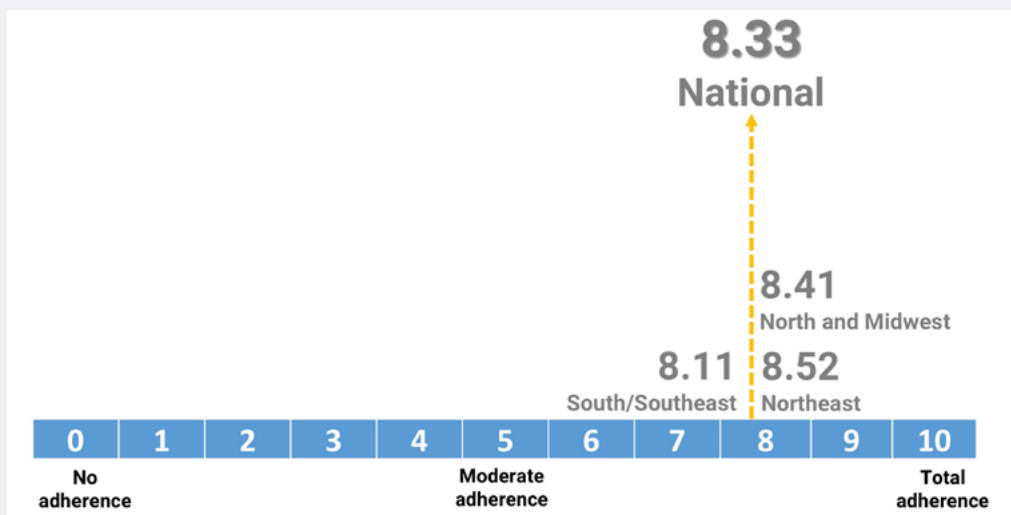 8.33
National
8.41
North and Midwest
8.11 8.52
South/Southeast Northeast
0 1 2 3 4 5 6 7 8 9 10
No Moderate Total
adherence adherence adherence